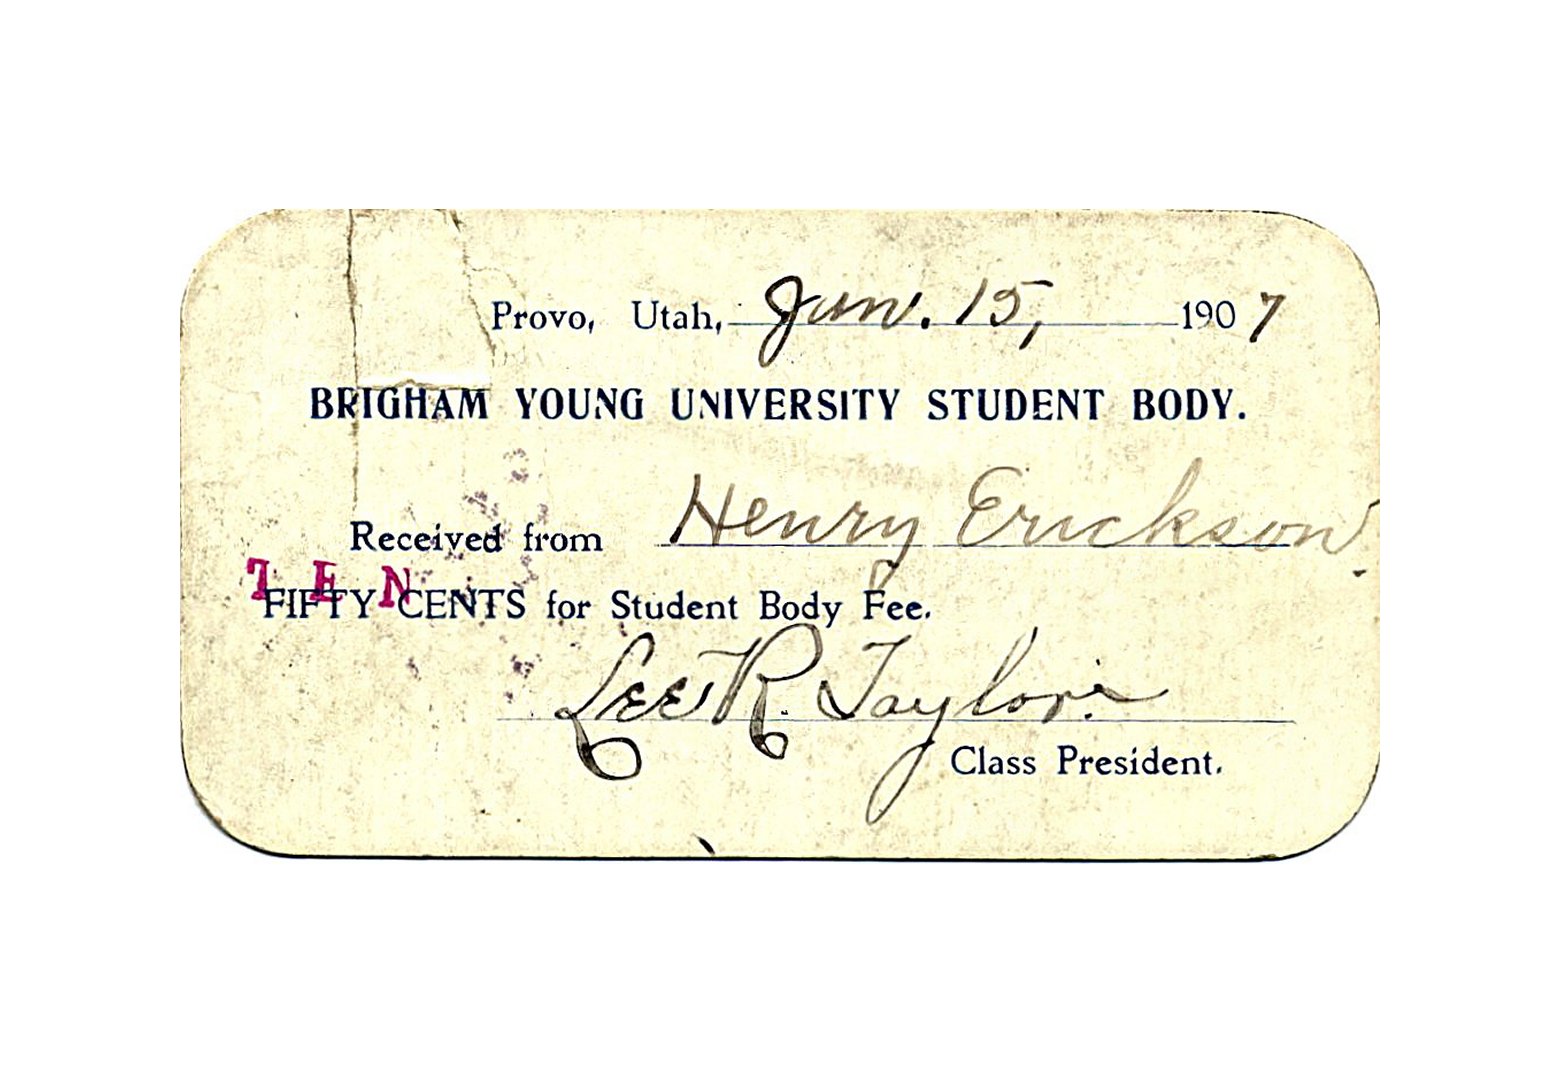 Provo, Utah, Jan. 15, 1907
BRIGHAM YOUNG UNIVERSITY STUDENT BODY.
Received from Henry Erickson.
TEN
FIFTY CENTS for Student Body Fee.
Lee R. Taylor.
Class President.